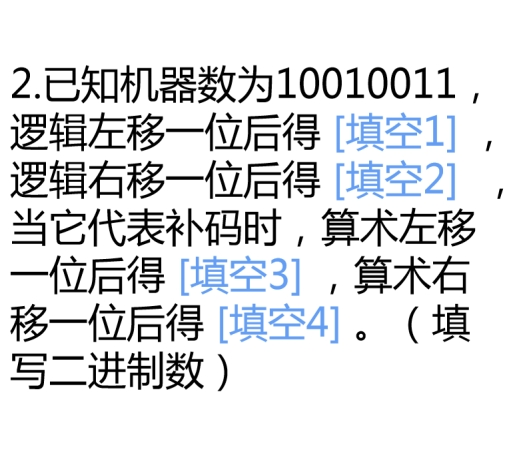 2.已知机器数为10010011，
逻辑左移一位后得 [填空1] ，
逻辑右移一位后得 [填空2] ，
当它代表补码时，算术左移
一位后得 [填空3] ，算术右
移一位后得 [填空4] 。（填
写二进制数）